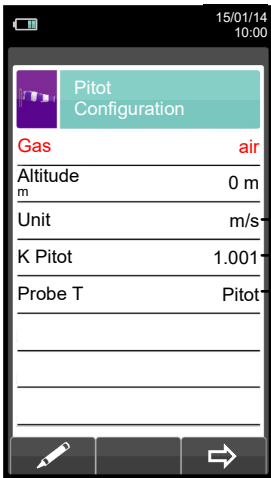 15/01/14
10:00
Pitot
Configuration
Gas air
Altitude
m 0 m
Unit m/s
K Pitot 1.001
Probe T Pitot